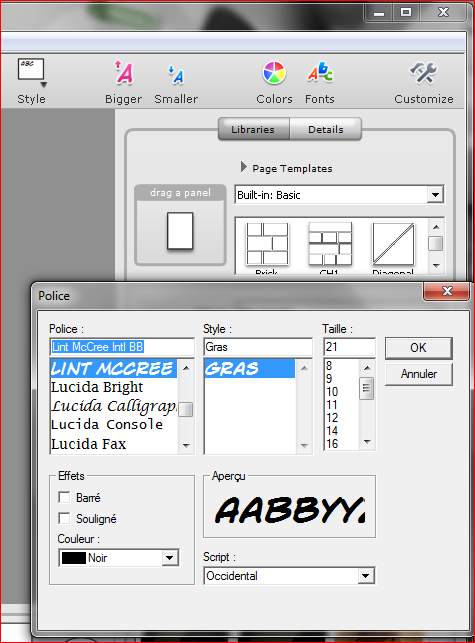 ABC
Style Bigger Smaller Colors Fonts Customize
Libraries Details
Page Templates
drag a panel
Built-in: Basic
Brick CH1 Diagonal
Police
Police : Style : Taille :
Lint McCree Intl BB Gras 21 OK
LINT MCCREE GRAS 8 Annuler
Lucida Bright 9
Lucida Calligrap 10
Lucida Console 11
Lucida Fax 12
14
16
Effets Aperçu
Barré
Souligné
AABBYYZ
Couleur :
Noir
Script :
Occidental